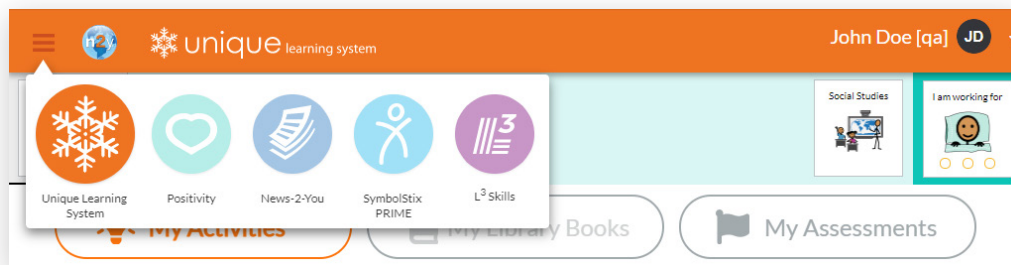 n2y
unique learning system
John Doe [qa] JD
Social Studies
I am working for
Unique Learning
System
Positivity
News-2-You
SymbolStix
PRIME
3
L³ Skills
My Activities
My Library Books
My Assessments